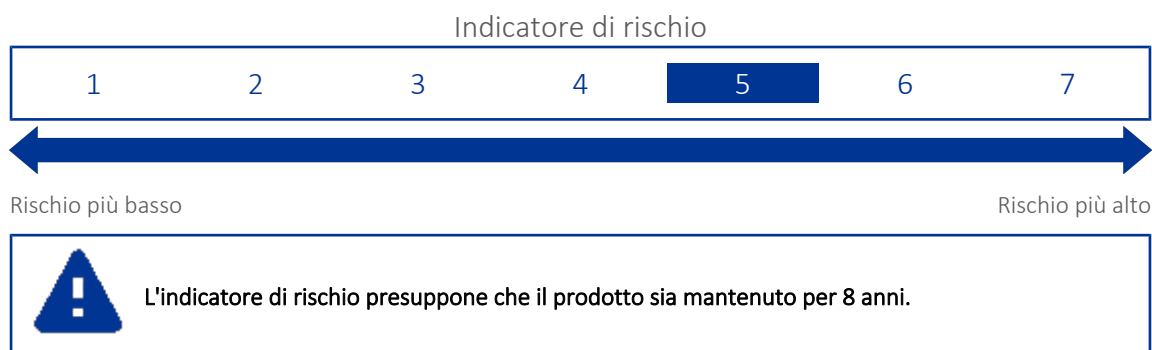 Indicatore di rischio
1 2 3 4 5 6 7
Rischio più basso Rischio più alto
L'indicatore di rischio presuppone che il prodotto sia mantenuto per 8 anni.